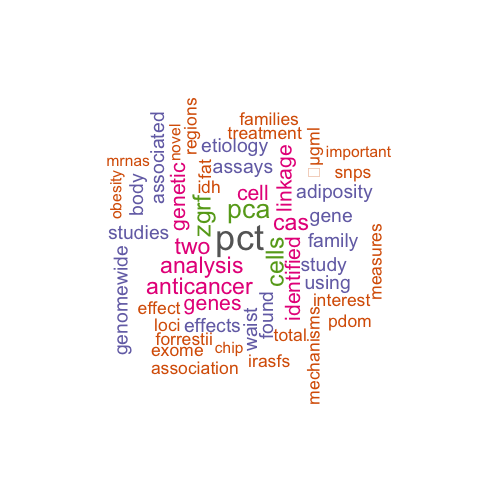 families
treatment
important
etiology
µgml
regions
novel
associated
mrnas
fat
assays
linkage
snps
obesity
body
genetic
idh
cell
adiposity
zgrf
pca
cas
gene
studies
pct
two
cells
identified
family
measures
genomewide
analysis
study
anticancer
using
genes
found
interest
effect
loci
effects
waist
mechanisms
pdom
forrestii
total
exome
chip
irasfs
association